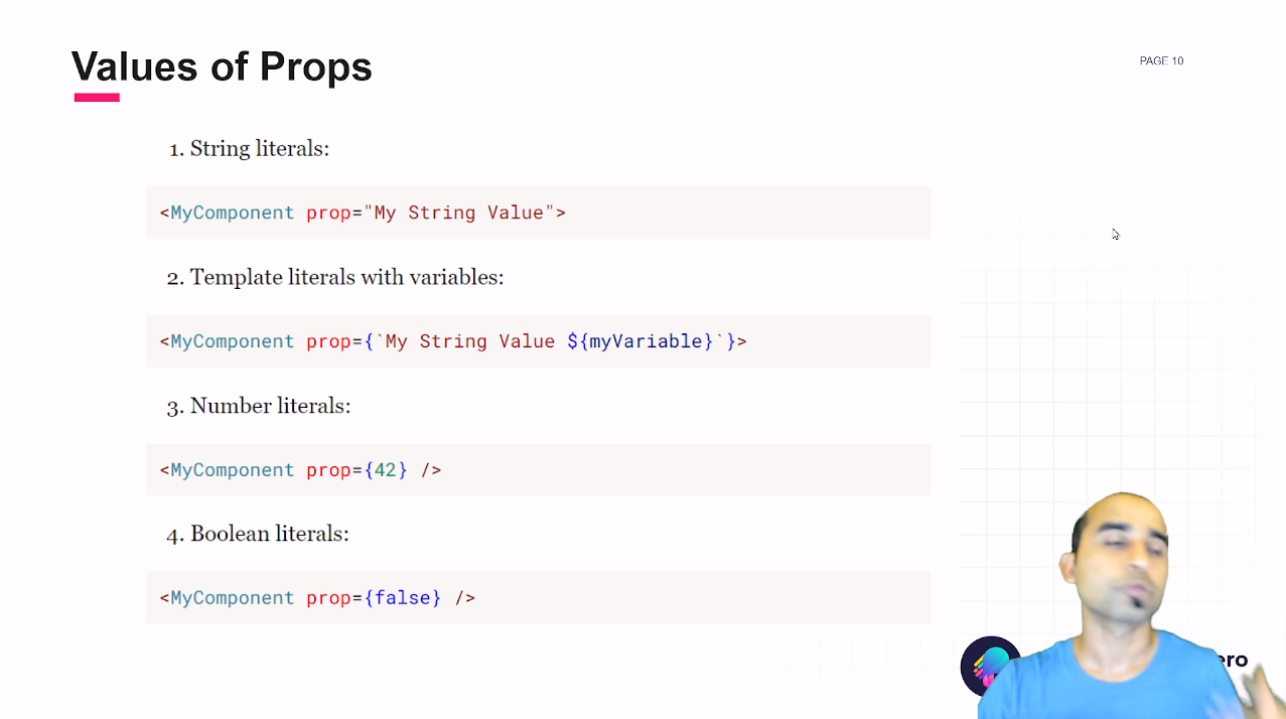 Values of Props
PAGE 10
1. String literals:
<MyComponent prop="My String Value">
2. Template literals with variables:
<MyComponent prop={`My String Value ${myVariable}`}>
3. Number literals:
<MyComponent prop={42} />
4. Boolean literals:
<MyComponent prop={false} />